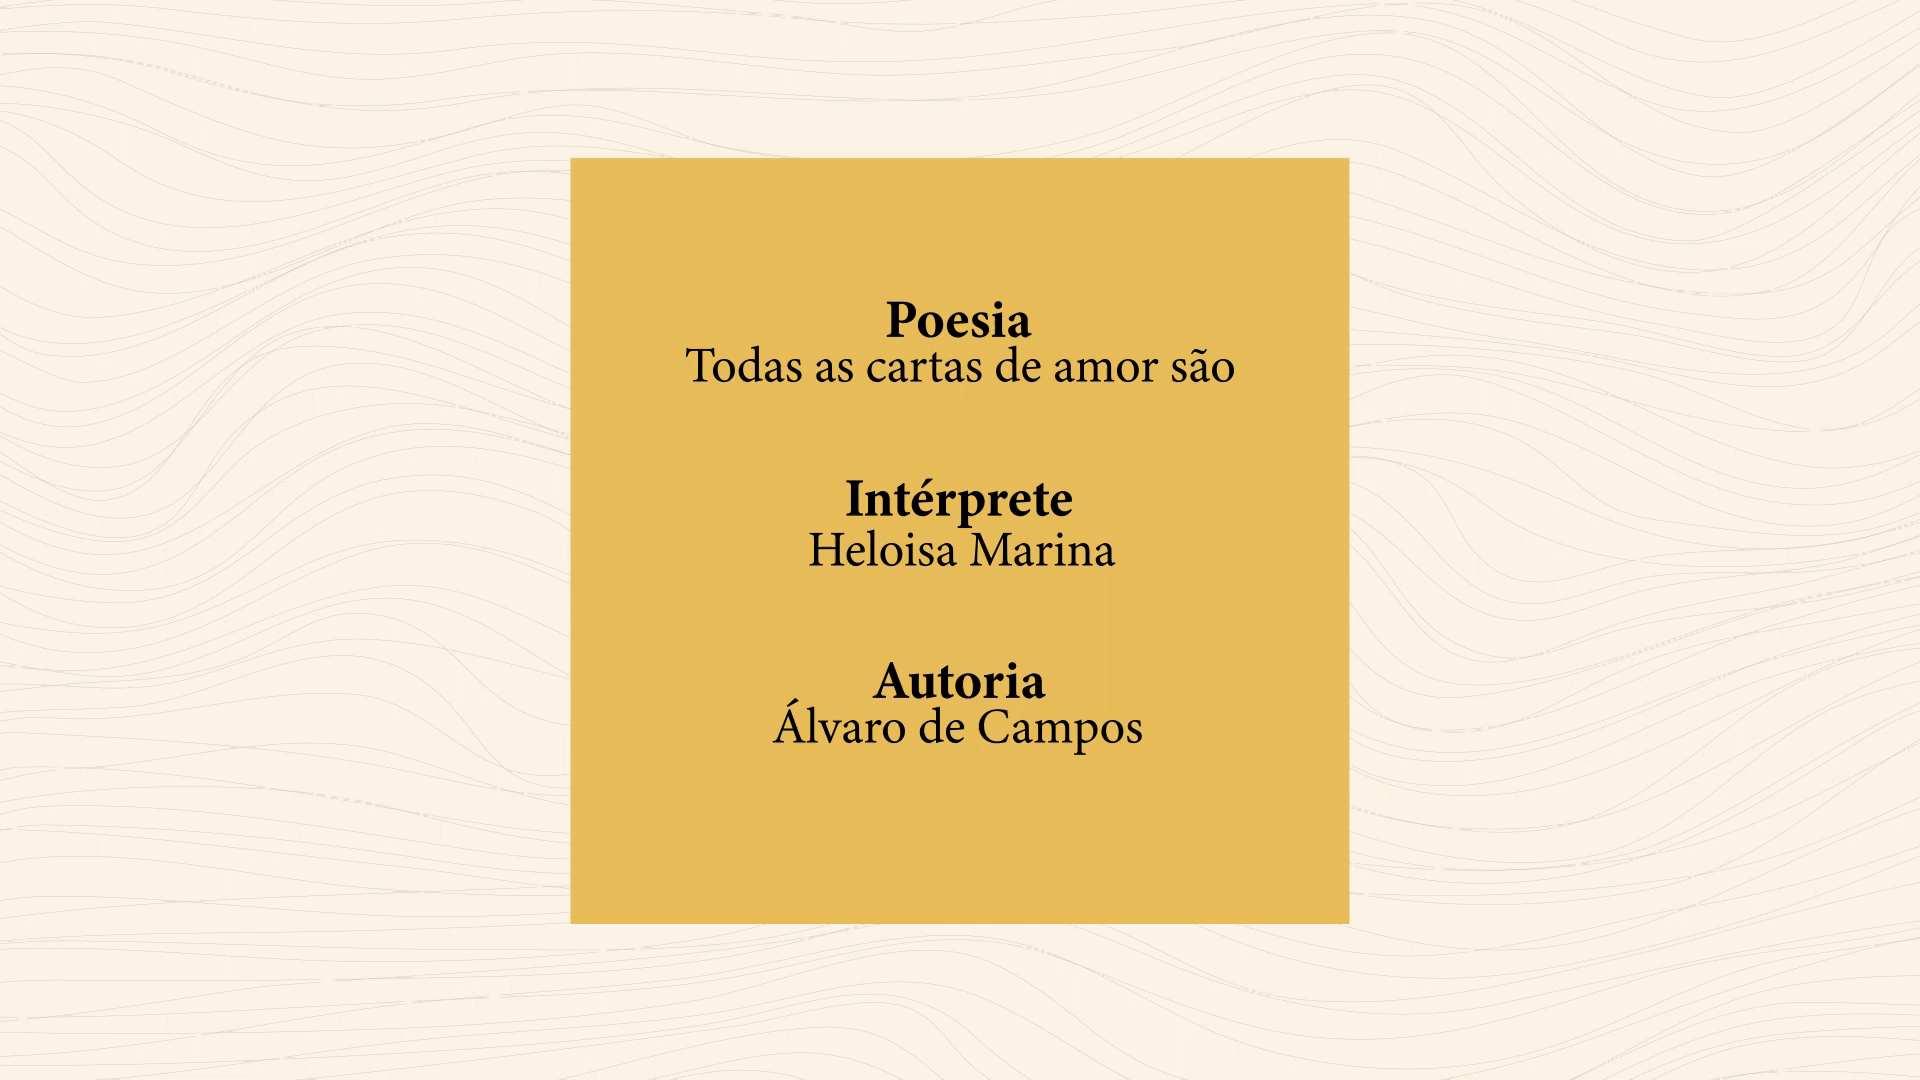 Poesia
Todas as cartas de amor são
Intérprete
Heloisa Marina
Autoria
Álvaro de Campos